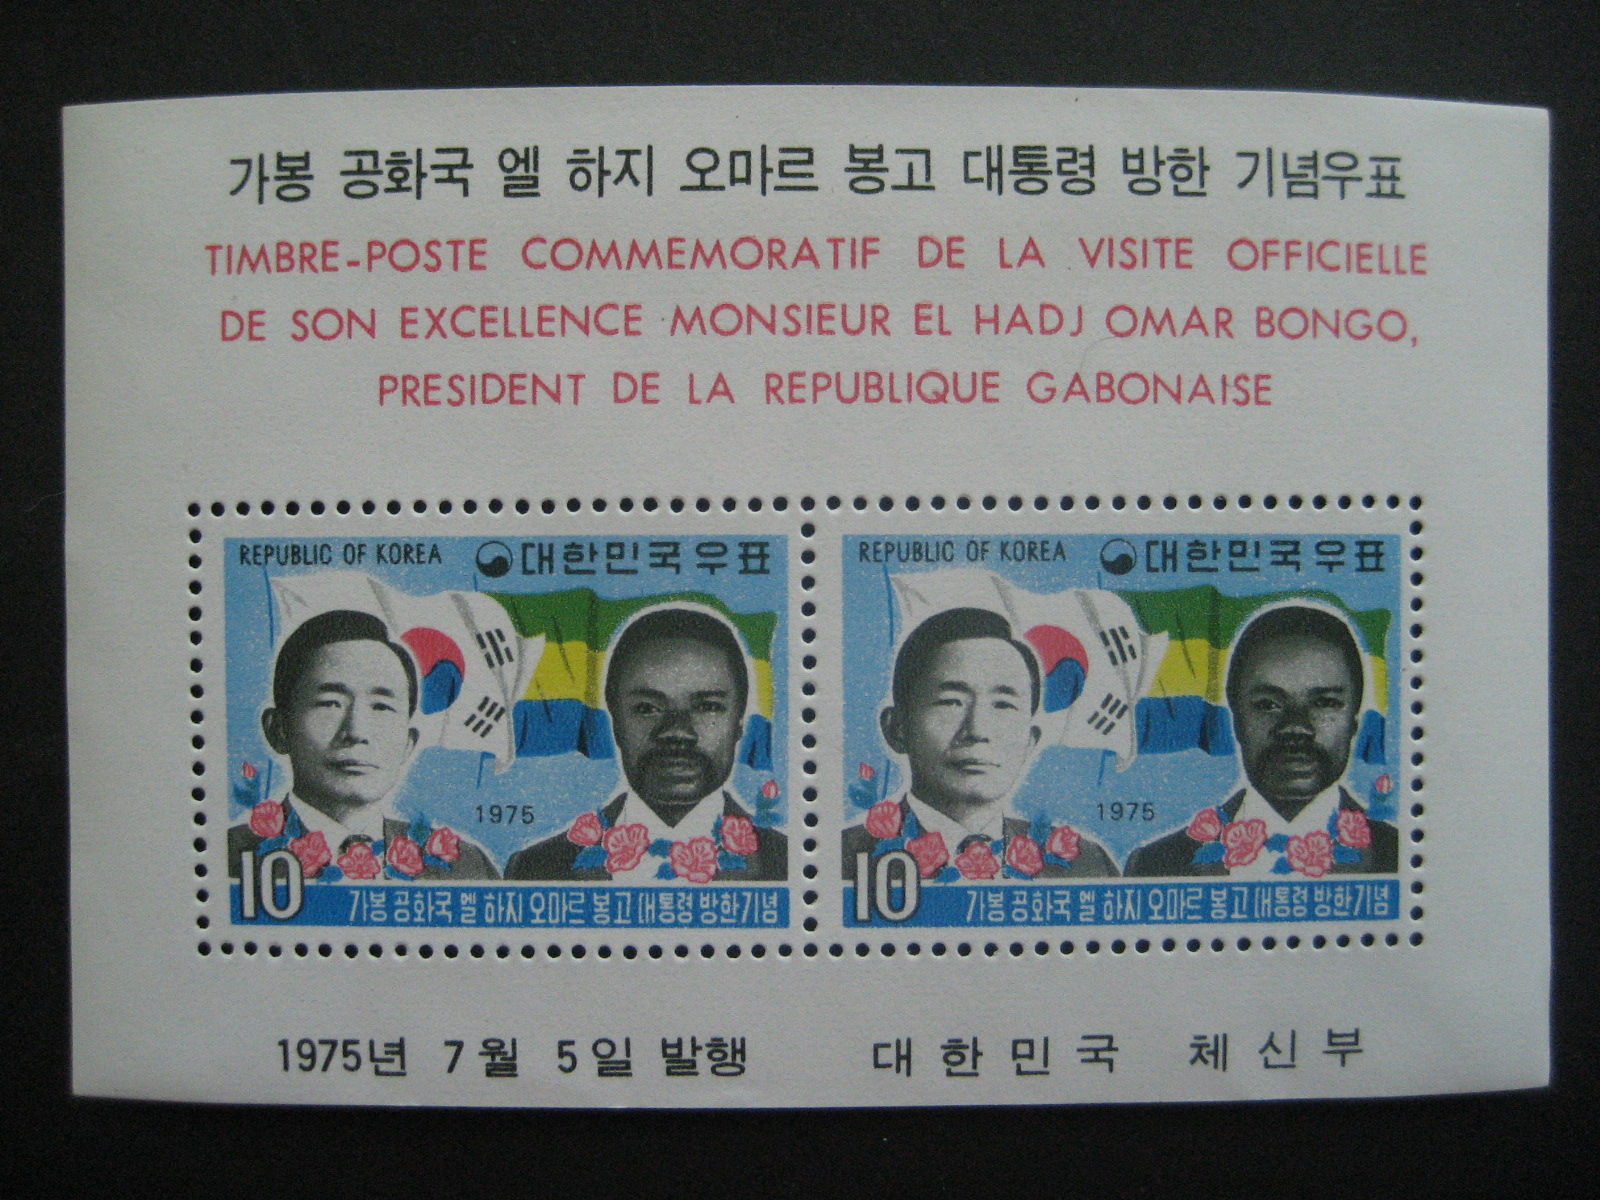 가봉 공화국 엘 하지 오마르 봉고 대통령 방한 기념우표
TIMBRE-POSTE COMMEMORATIF DE LA VISITE OFFICIELLE
DE SON EXCELLENCE MONSIEUR EL HADJ OMAR BONGO,
PRESIDENT DE LA REPUBLIQUE GABONAISE
REPUBLIC OF KOREA 대한민국우표
1975
10 가봉 공화국 엘 하지 오마르 봉고 대통령 방한기념
REPUBLIC OF KOREA 대한민국우표
1975
10 가봉 공화국 엘 하지 오마르 봉고 대통령 방한기념
1975년 7월 5일 발행 대한민국 체신부